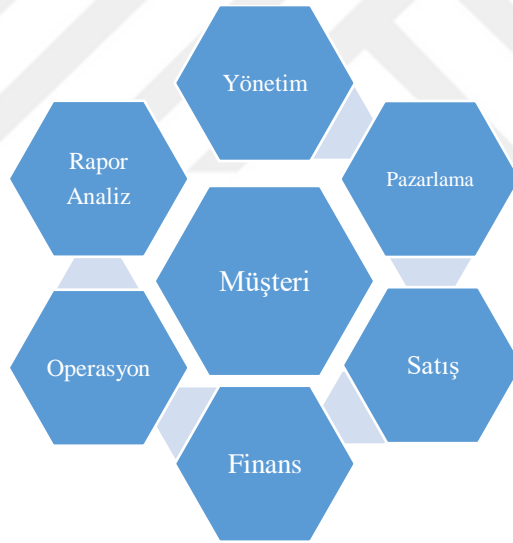 Yönetim
Rapor
Analiz
Pazarlama
Müşteri
Operasyon
Satış
Finans